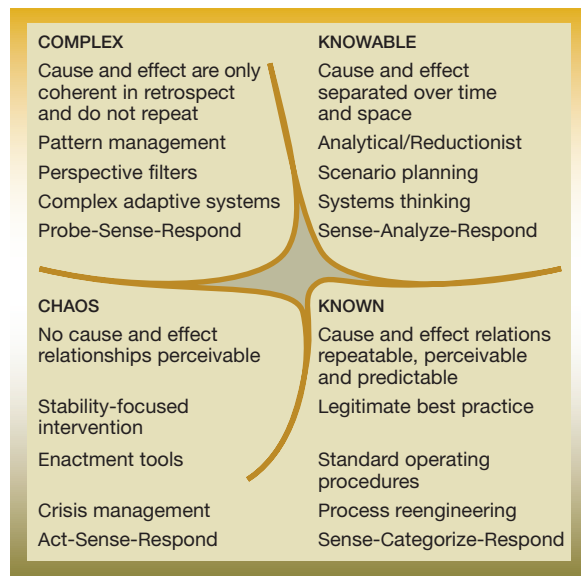 COMPLEX
Cause and effect are only
coherent in retrospect
and do not repeat
Pattern management
Perspective filters
Complex adaptive systems
Probe-Sense-Respond
KNOWABLE
Cause and effect
separated over time
and space
Analytical/Reductionist
Scenario planning
Systems thinking
Sense-Analyze-Respond
CHAOS
No cause and effect
relationships perceivable
Stability-focused
intervention
Enactment tools
Crisis management
Act-Sense-Respond
KNOWN
Cause and effect relations
repeatable, perceivable
and predictable
Legitimate best practice
Standard operating
procedures
Process reengineering
Sense-Categorize-Respond